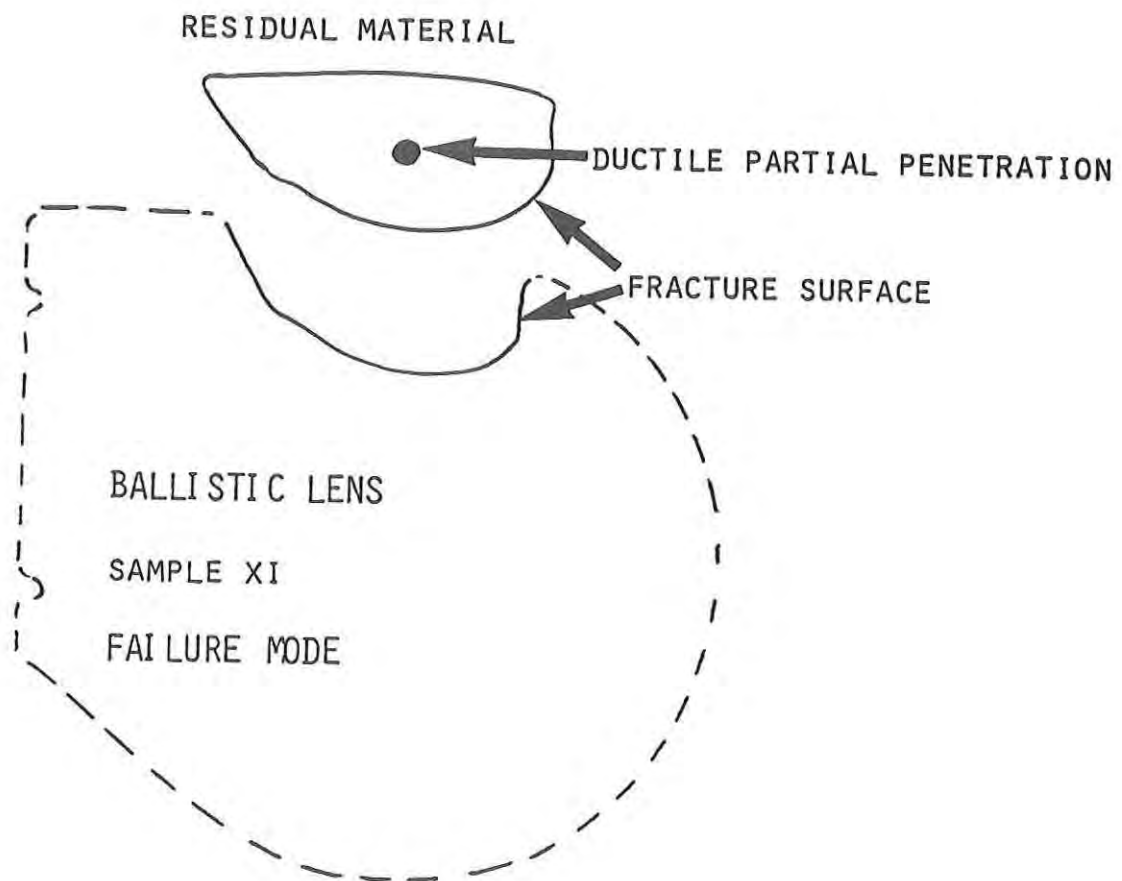 RESIDUAL MATERIAL
DUCTILE PARTIAL PENETRATION
FRACTURE SURFACE
BALLISTIC LENS
SAMPLE XI
FAILURE MODE